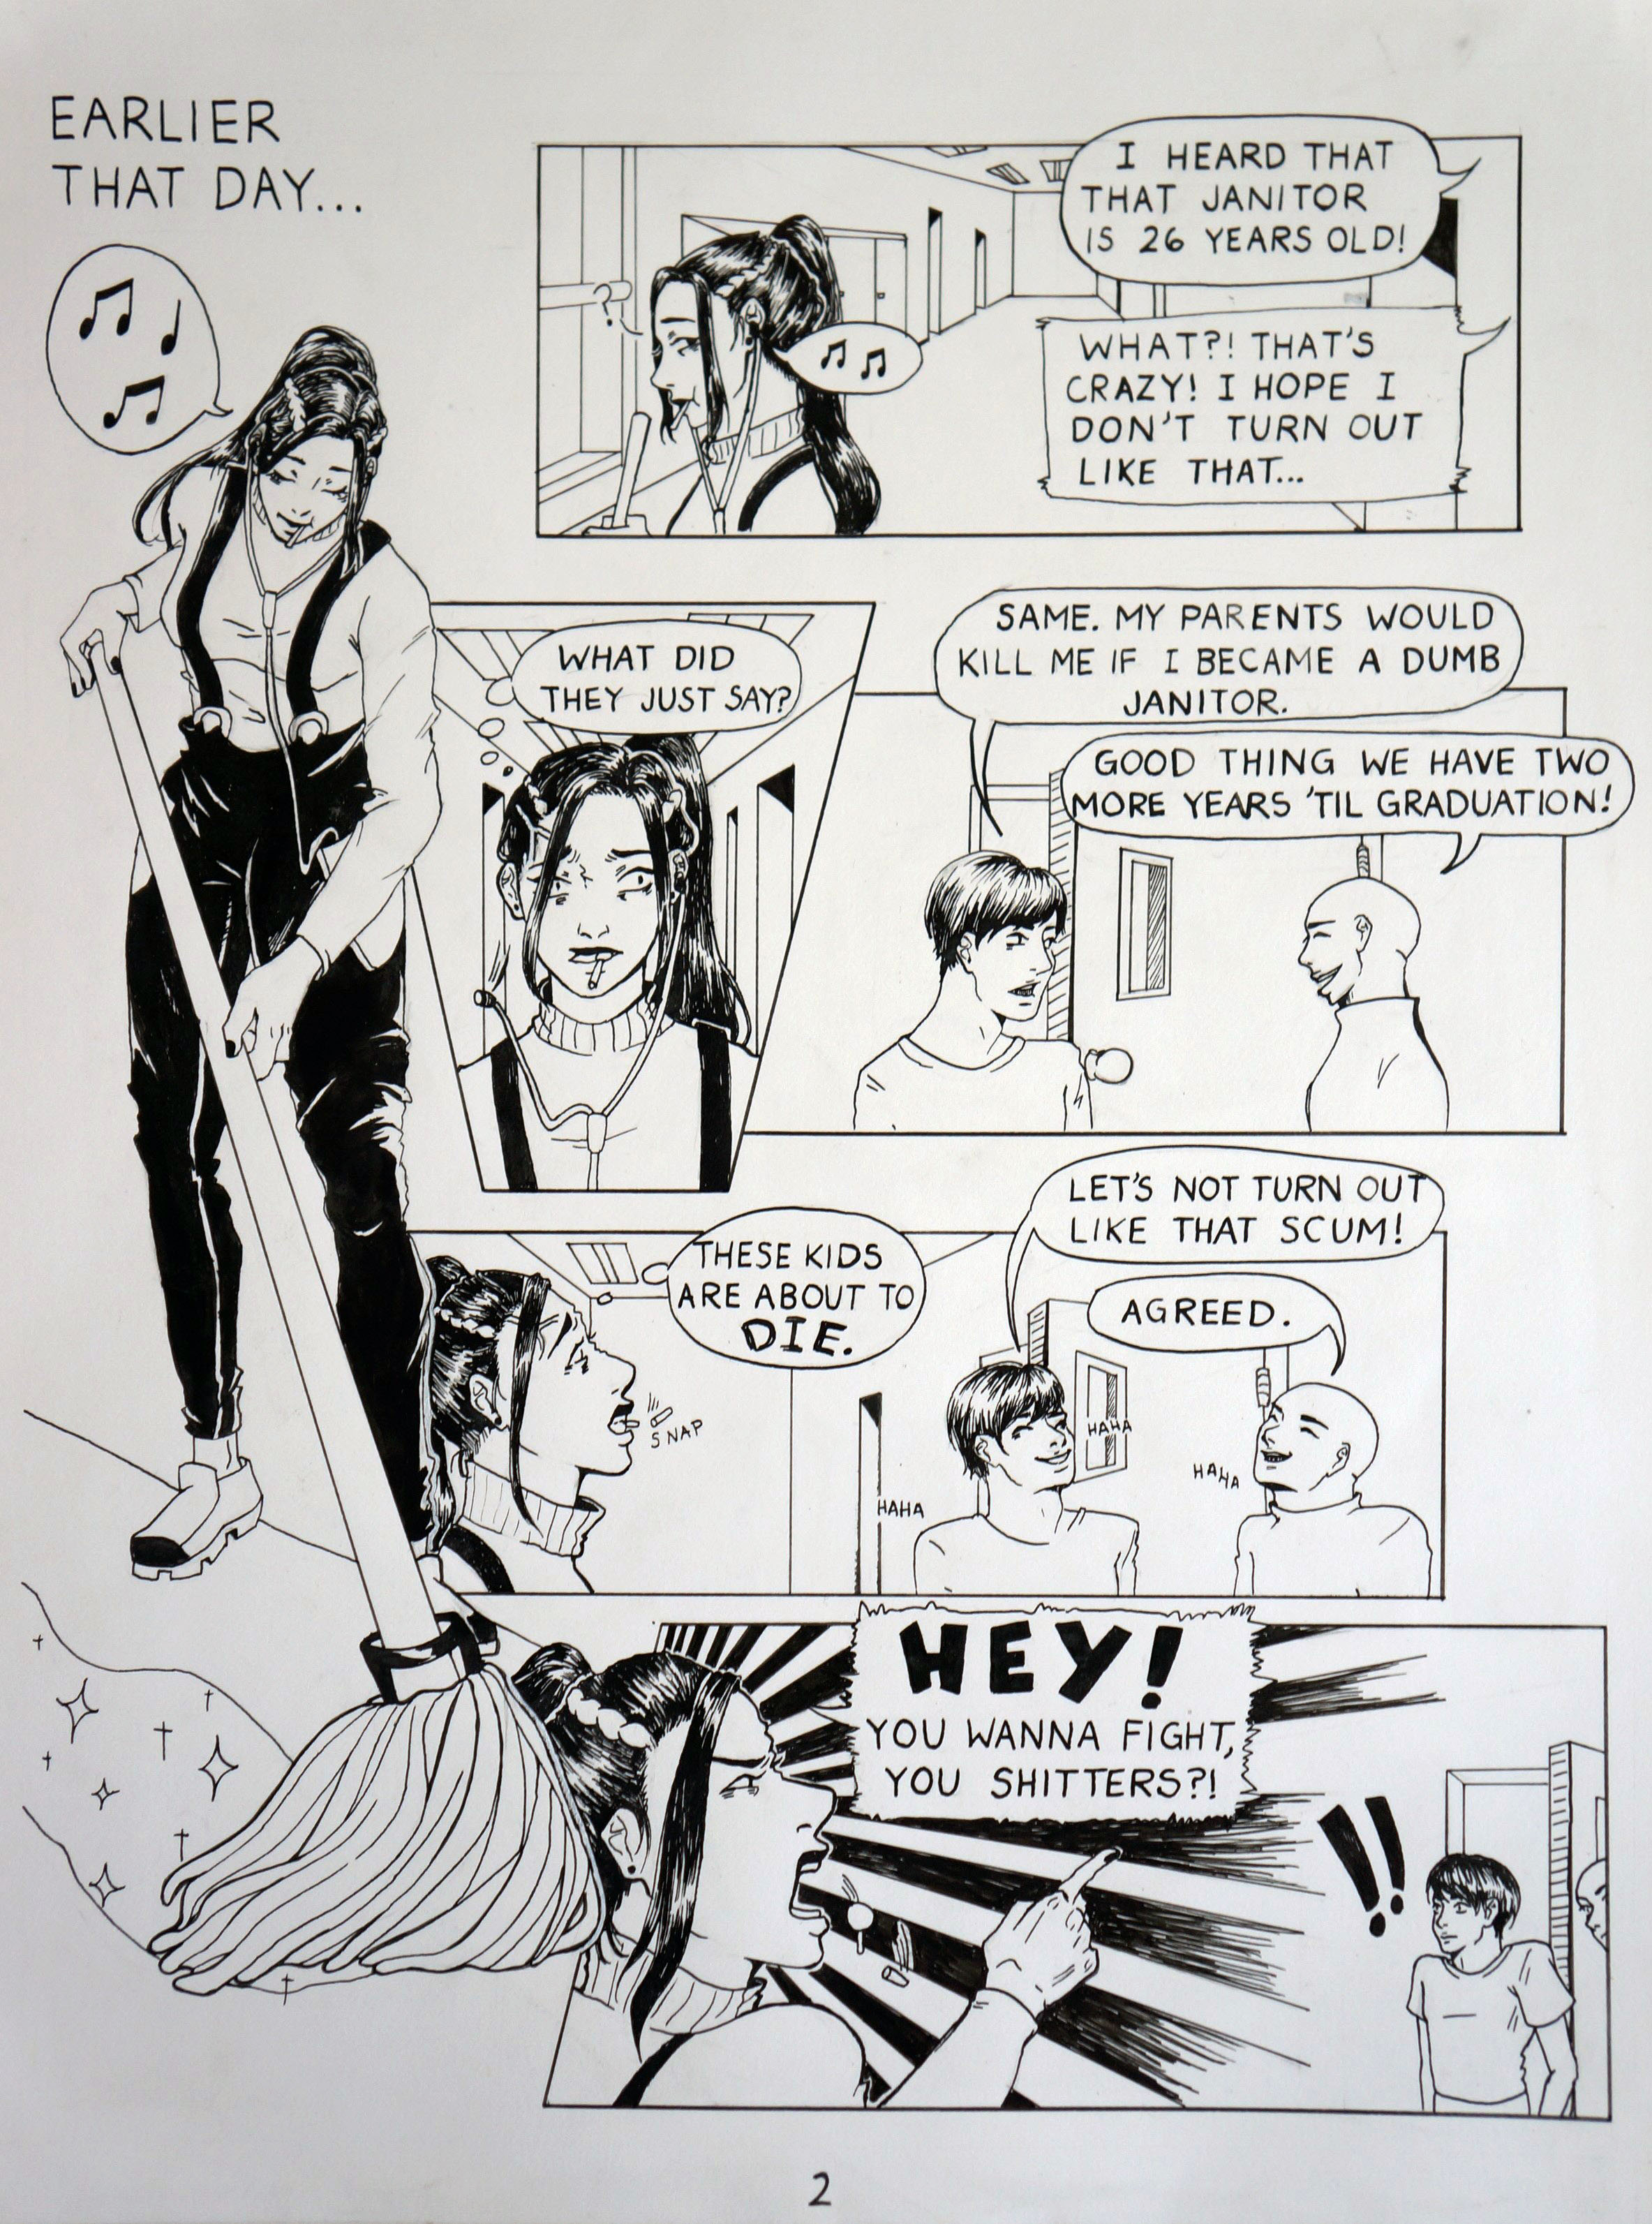 EARLIER
THAT DAY...
I HEARD THAT
THAT JANITOR
IS 26 YEARS OLD!
?
WHAT?! THAT'S
CRAZY! I HOPE I
DON'T TURN OUT
LIKE THAT...
WHAT DID
THEY JUST SAY?
SAME. MY PARENTS WOULD
KILL ME IF I BECAME A DUMB
JANITOR.
GOOD THING WE HAVE TWO
MORE YEARS 'TIL GRADUATION!
THESE KIDS
ARE ABOUT TO
DIE.
SNAP
LET'S NOT TURN OUT
LIKE THAT SCUM!
AGREED.
HAHA
HAHA
HAHA
HEY!
YOU WANNA FIGHT,
YOU SHITTERS?!
!!
2